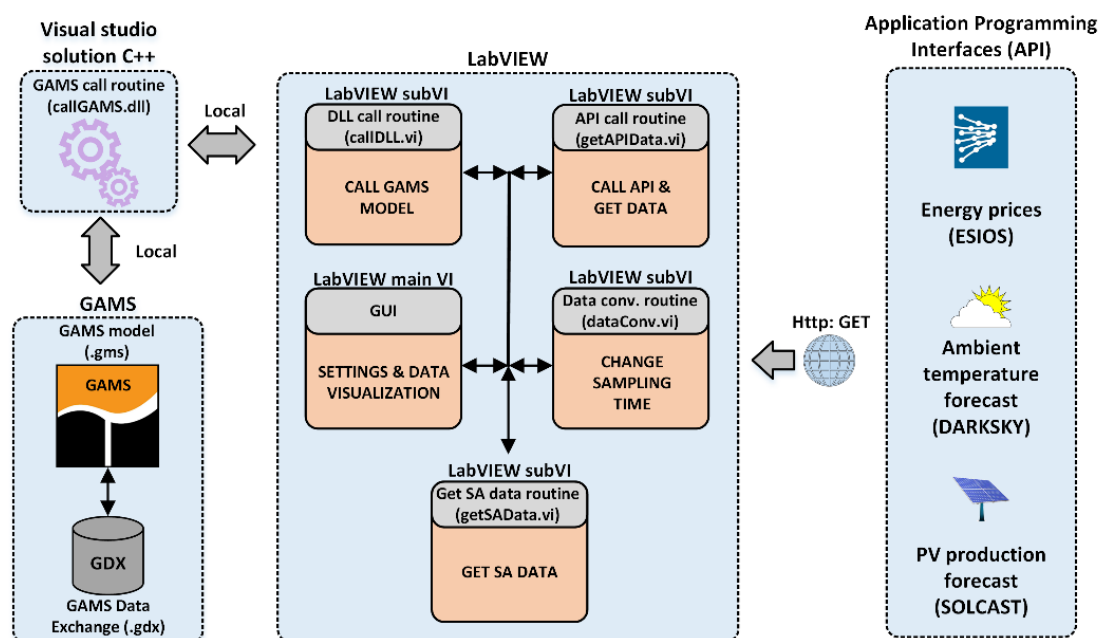 Visual studio
solution C++
GAMS call routine
(callGAMS.dll)
Local
Local
GAMS
GAMS model
(.gms)
GAMS
GDX
GAMS Data
Exchange (.gdx)
LabVIEW
LabVIEW subVI
DLL call routine
(callDLL.vi)
CALL GAMS
MODEL
LabVIEW subVI
API call routine
(getAPIData.vi)
CALL API &
GET DATA
LabVIEW main VI
GUI
SETTINGS & DATA
VISUALIZATION
LabVIEW subVI
Data conv. routine
(dataConv.vi)
CHANGE
SAMPLING
TIME
LabVIEW subVI
Get SA data routine
(getSAData.vi)
GET SA DATA
Http: GET
Application Programming
Interfaces (API)
Energy prices
(ESIOS)
Ambient
temperature
forecast
(DARKSKY)
PV production
forecast
(SOLCAST)